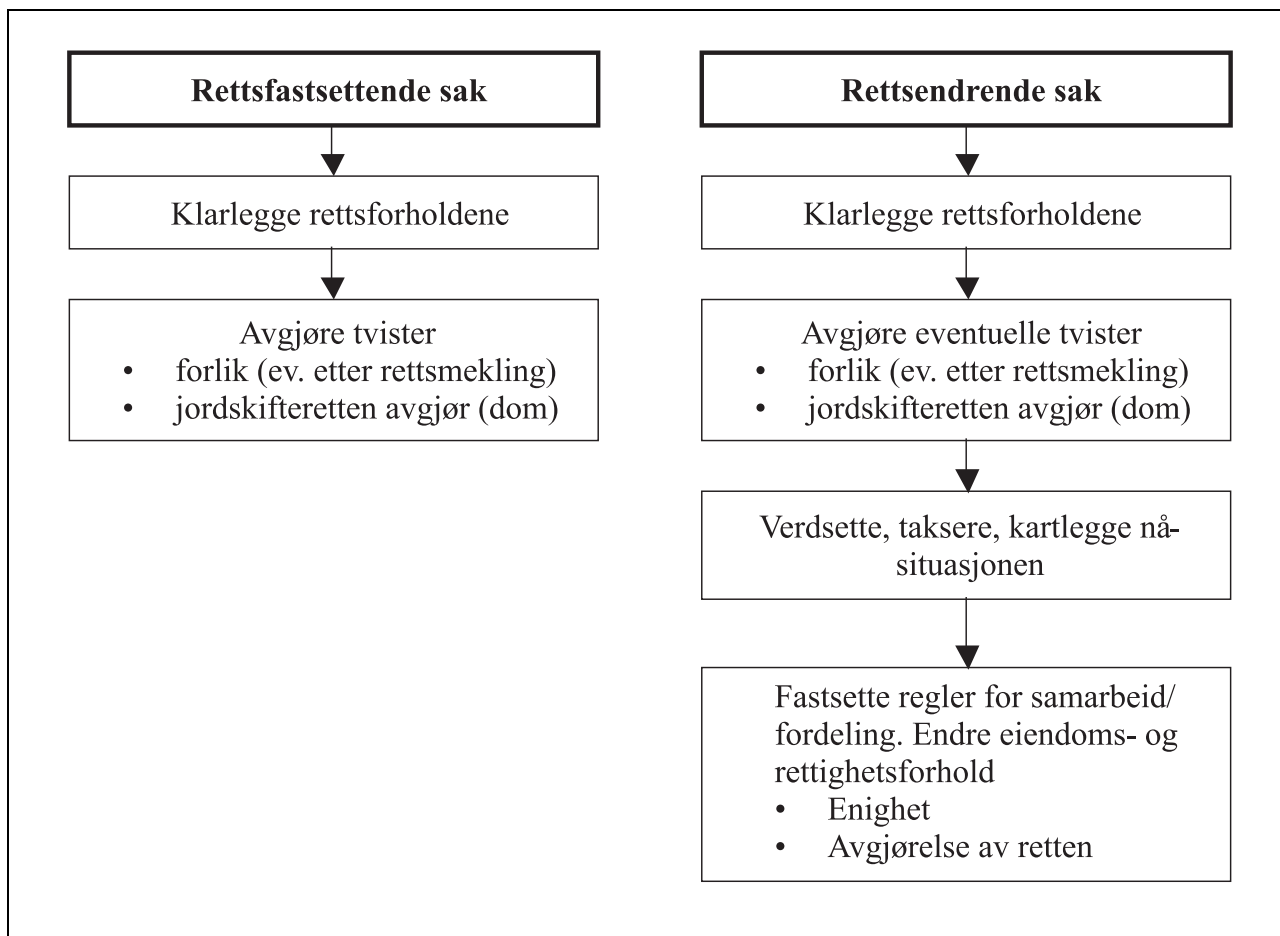 Rettsfastsettende sak
Klarlegge rettsforholdene
Avgjøre tvister
• forlik (ev. etter rettsmekling)
• jordskifteretten avgjør (dom)
Rettsendrende sak
Klarlegge rettsforholdene
Avgjøre eventuelle tvister
• forlik (ev. etter rettsmekling)
• jordskifteretten avgjør (dom)
Verdsette, taksere, kartlegge nå-
situasjonen
Fastsette regler for samarbeid/
fordeling. Endre eiendoms- og
rettighetsforhold
• Enighet
• Avgjørelse av retten